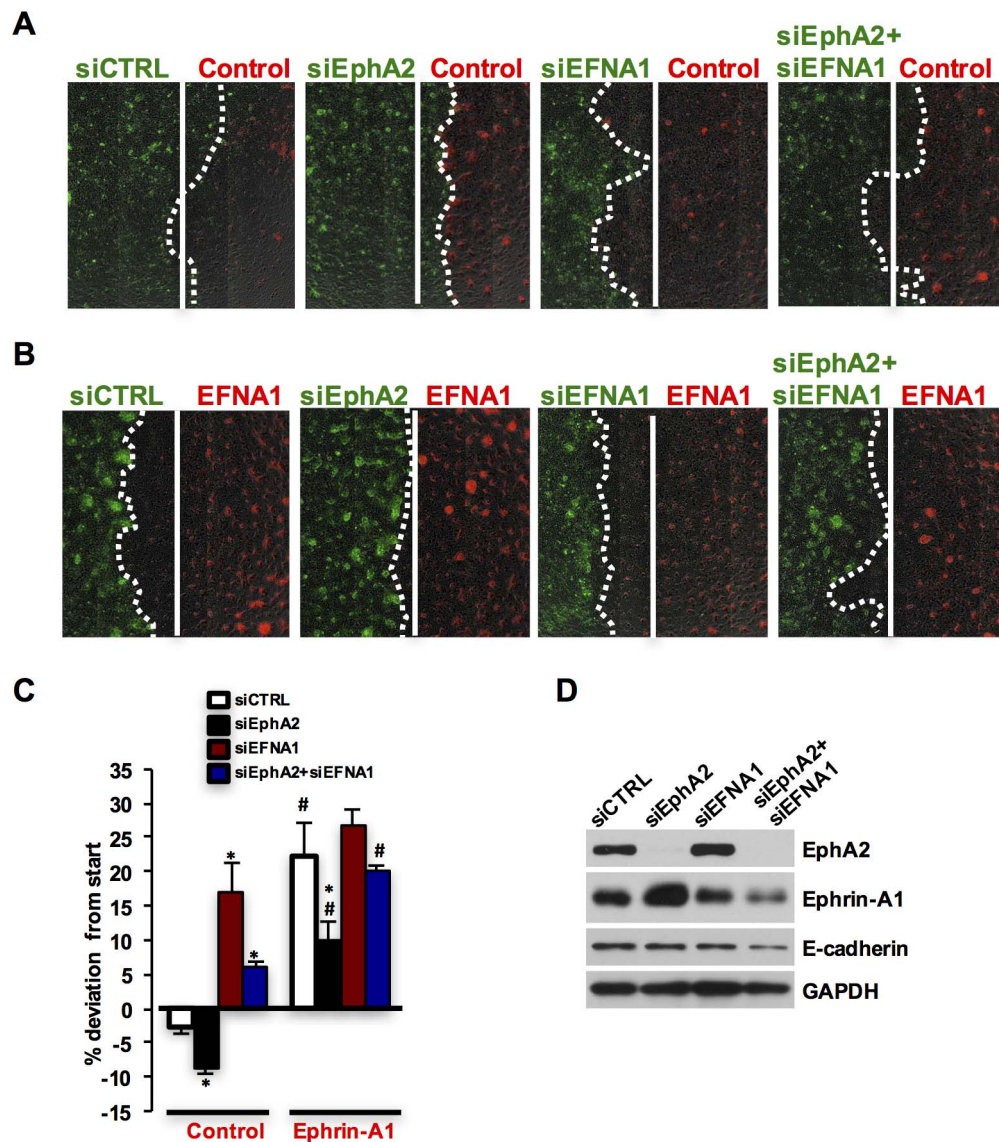 A
siCTRL Control siEphA2 Control siEFNA1 Control siEphA2+
siEFNA1 Control
B
siCTRL EFNA1 siEphA2 EFNA1 siEFNA1 EFNA1 siEphA2+
siEFNA1 EFNA1
C
siCTRL
siEphA2
siEFNA1
siEphA2+siEFNA1
% deviation from start
35
30
25
20
15
10
5
0
-5
-10
-15
*
*
*
#
*
#
#
Control Ephrin-A1
D
siCTRL
siEphA2
siEFNA1
siEphA2+
siEFNA1
EphA2
Ephrin-A1
E-cadherin
GAPDH